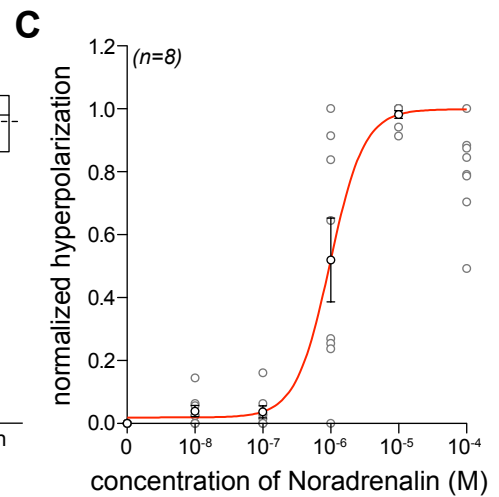 C
(n=8)
normalized hyperpolarization
1.2
1.0
0.8
0.6
0.4
0.2
0.0
0 10⁻⁸ 10⁻⁷ 10⁻⁶ 10⁻⁵ 10⁻⁴
concentration of Noradrenalin (M)